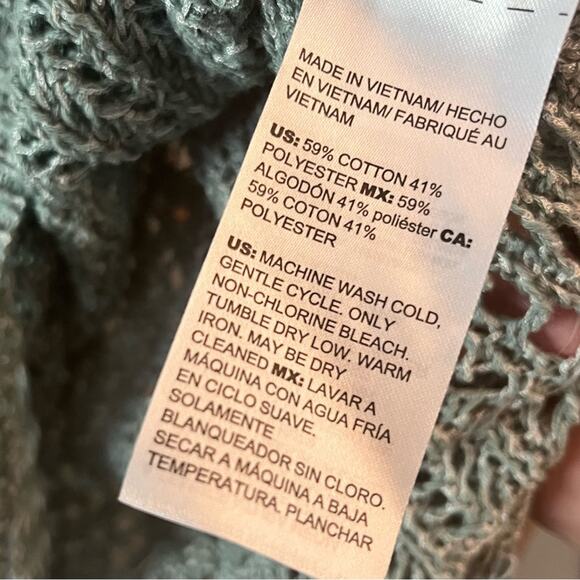 MADE IN VIETNAM/ HECHO
EN VIETNAM/ FABRIQUÉ AU
VIETNAM
US: 59% COTTON 41%
POLYESTER MX: 59%
ALGODÓN 41% poliéster CA:
59% COTON 41%
POLYESTER
US: MACHINE WASH COLD,
GENTLE CYCLE. ONLY
NON-CHLORINE BLEACH.
TUMBLE DRY LOW. WARM
IRON. MAY BE DRY
CLEANED MX: LAVAR A
MÁQUINA CON AGUA FRÍA
EN CICLO SUAVE.
SOLAMENTE
BLANQUEADOR SIN CLORO.
SECAR A MÁQUINA A BAJA
TEMPERATURA. PLANCHAR